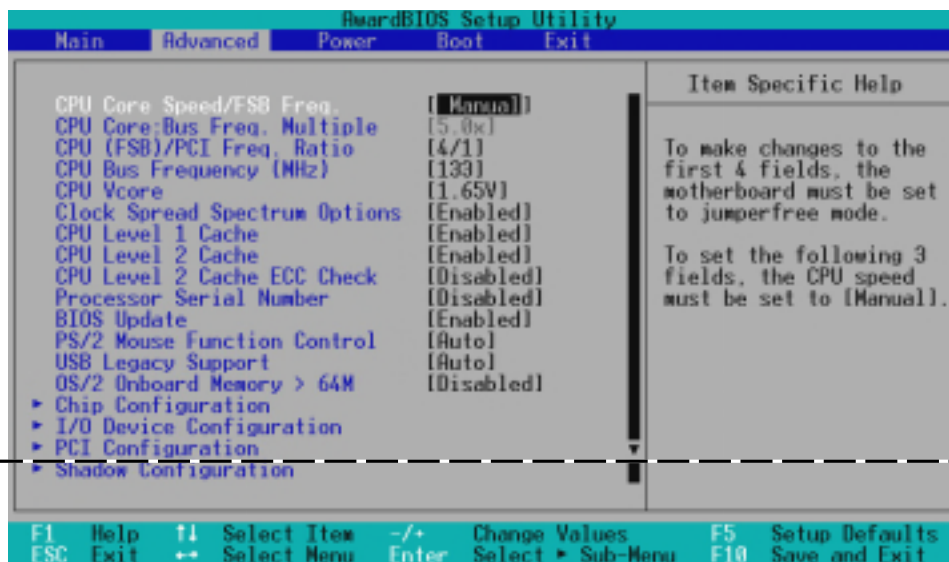 AwardBIOS Setup Utility
Main Advanced Power Boot Exit
CPU Core Speed/FSB Freq. [ Manual]
CPU Core:Bus Freq. Multiple [5.0x]
CPU (FSB)/PCI Freq. Ratio [4/1]
CPU Bus Frequency (MHz) [133]
CPU Vcore [1.65V]
Clock Spread Spectrum Options [Enabled]
CPU Level 1 Cache [Enabled]
CPU Level 2 Cache [Enabled]
CPU Level 2 Cache ECC Check [Disabled]
Processor Serial Number [Disabled]
BIOS Update [Enabled]
PS/2 Mouse Function Control [Auto]
USB Legacy Support [Auto]
OS/2 Onboard Memory > 64M [Disabled]
▸ Chip Configuration
▸ I/O Device Configuration
▸ PCI Configuration
▸ Shadow Configuration
Item Specific Help
To make changes to the
first 4 fields, the
motherboard must be set
to jumperfree mode.
To set the following 3
fields, the CPU speed
must be set to [Manual].
F1 Help ↑↓ Select Item -/+ Change Values F5 Setup Defaults
ESC Exit ↔ Select Menu Enter Select ▸ Sub-Menu F10 Save and Exit